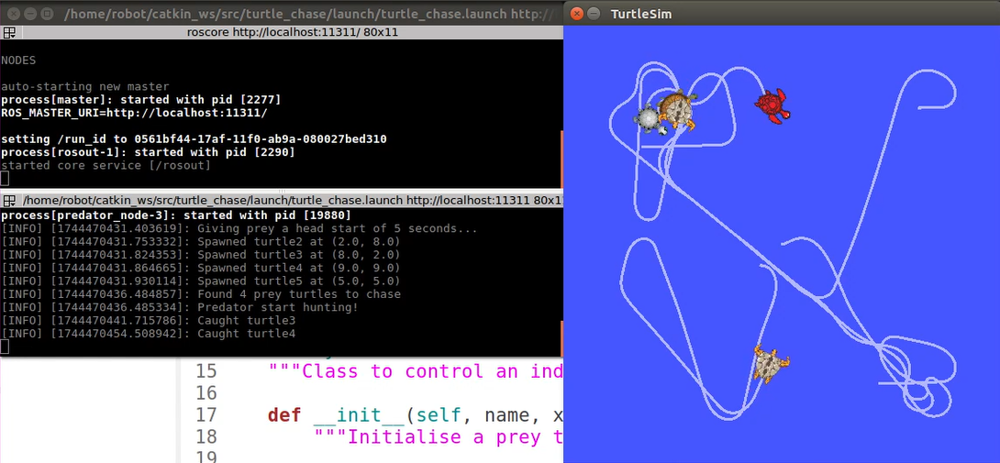 /home/robot/catkin_ws/src/turtle_chase/launch/turtle_chase.launch http://
TurtleSim
roscore http://localhost:11311/ 80x11
NODES
auto-starting new master
process[master]: started with pid [2277]
ROS_MASTER_URI=http://localhost:11311/
setting /run_id to 0561bf44-17af-11f0-ab9a-080027bed310
process[rosout-1]: started with pid [2290]
started core service [/rosout]
/home/robot/catkin_ws/src/turtle_chase/launch/turtle_chase.launch http://localhost:11311 80x1
process[predator_node-3]: started with pid [19880]
[INFO] [1744470431.403619]: Giving prey a head start of 5 seconds...
[INFO] [1744470431.753332]: Spawned turtle2 at (2.0, 8.0)
[INFO] [1744470431.824353]: Spawned turtle3 at (8.0, 2.0)
[INFO] [1744470431.864665]: Spawned turtle4 at (9.0, 9.0)
[INFO] [1744470431.930114]: Spawned turtle5 at (5.0, 5.0)
[INFO] [1744470436.484857]: Found 4 prey turtles to chase
[INFO] [1744470436.485334]: Predator start hunting!
[INFO] [1744470441.715786]: Caught turtle3
[INFO] [1744470454.508942]: Caught turtle4
15 """Class to control an ind
16
17 def __init__(self, name, x
18 """Initialise a prey t
19